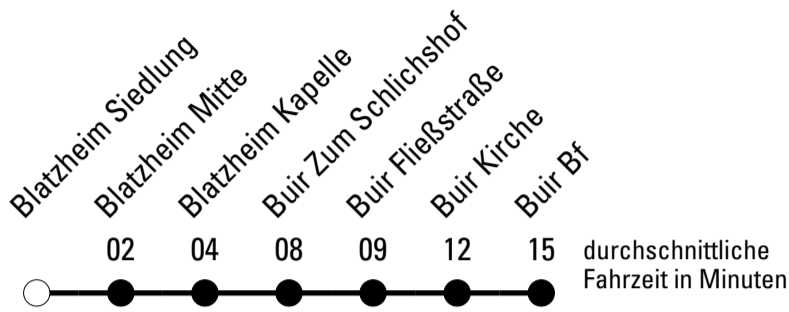 Blatzheim Siedlung
Blatzheim Mitte
Blatzheim Kapelle
Buir Zum Schlichshof
Buir Fließstraße
Buir Kirche
Buir Bf
02 04 08 09 12 15
durchschnittliche
Fahrzeit in Minuten